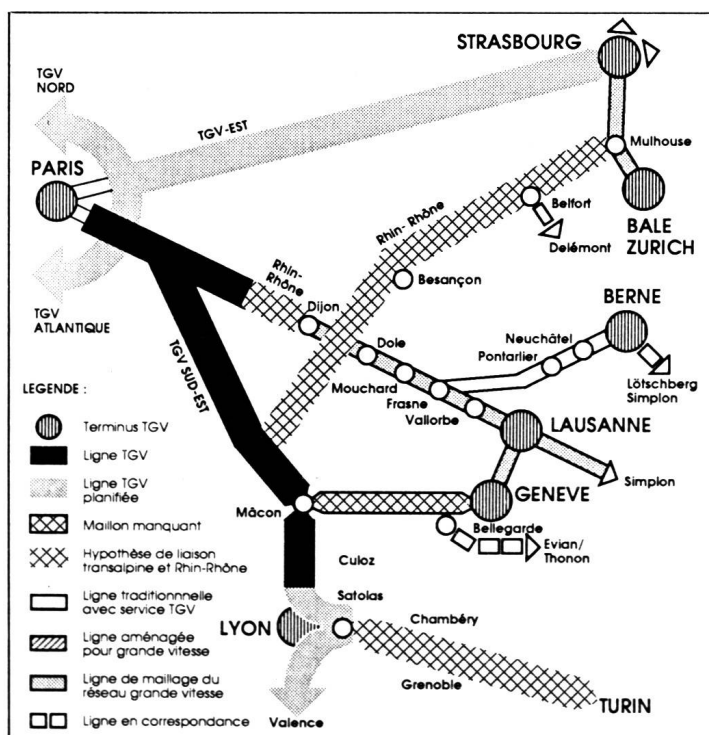 STRASBOURG
TGV
NORD
TGV-EST
PARIS
Mulhouse
Rhin-Rhône
Belfort
BALE
ZURICH
Delémont
Besançon
Rhin-
Rhône
TGV
ATLANTIQUE
Dijon
BERNE
Neuchâtel
Pontarlier
Dole
Lötschberg
Simplon
Mouchard
Frasne
Vallorbe
TGV SUD-EST
LAUSANNE
Simplon
GENEVE
Mâcon
Bellegarde
Evian/
Thonon
Culoz
Satolas
LYON
Chambéry
Grenoble
TURIN
Valence
LEGENDE :
Terminus TGV
Ligne TGV
Ligne TGV
planifiée
Maillon manquant
Hypothèse de liaison
transalpine et Rhin-Rhône
Ligne traditionnnelle
avec service TGV
Ligne aménagée
pour grande vitesse
Ligne de maillage du
réseau grande vitesse
Ligne en correspondance